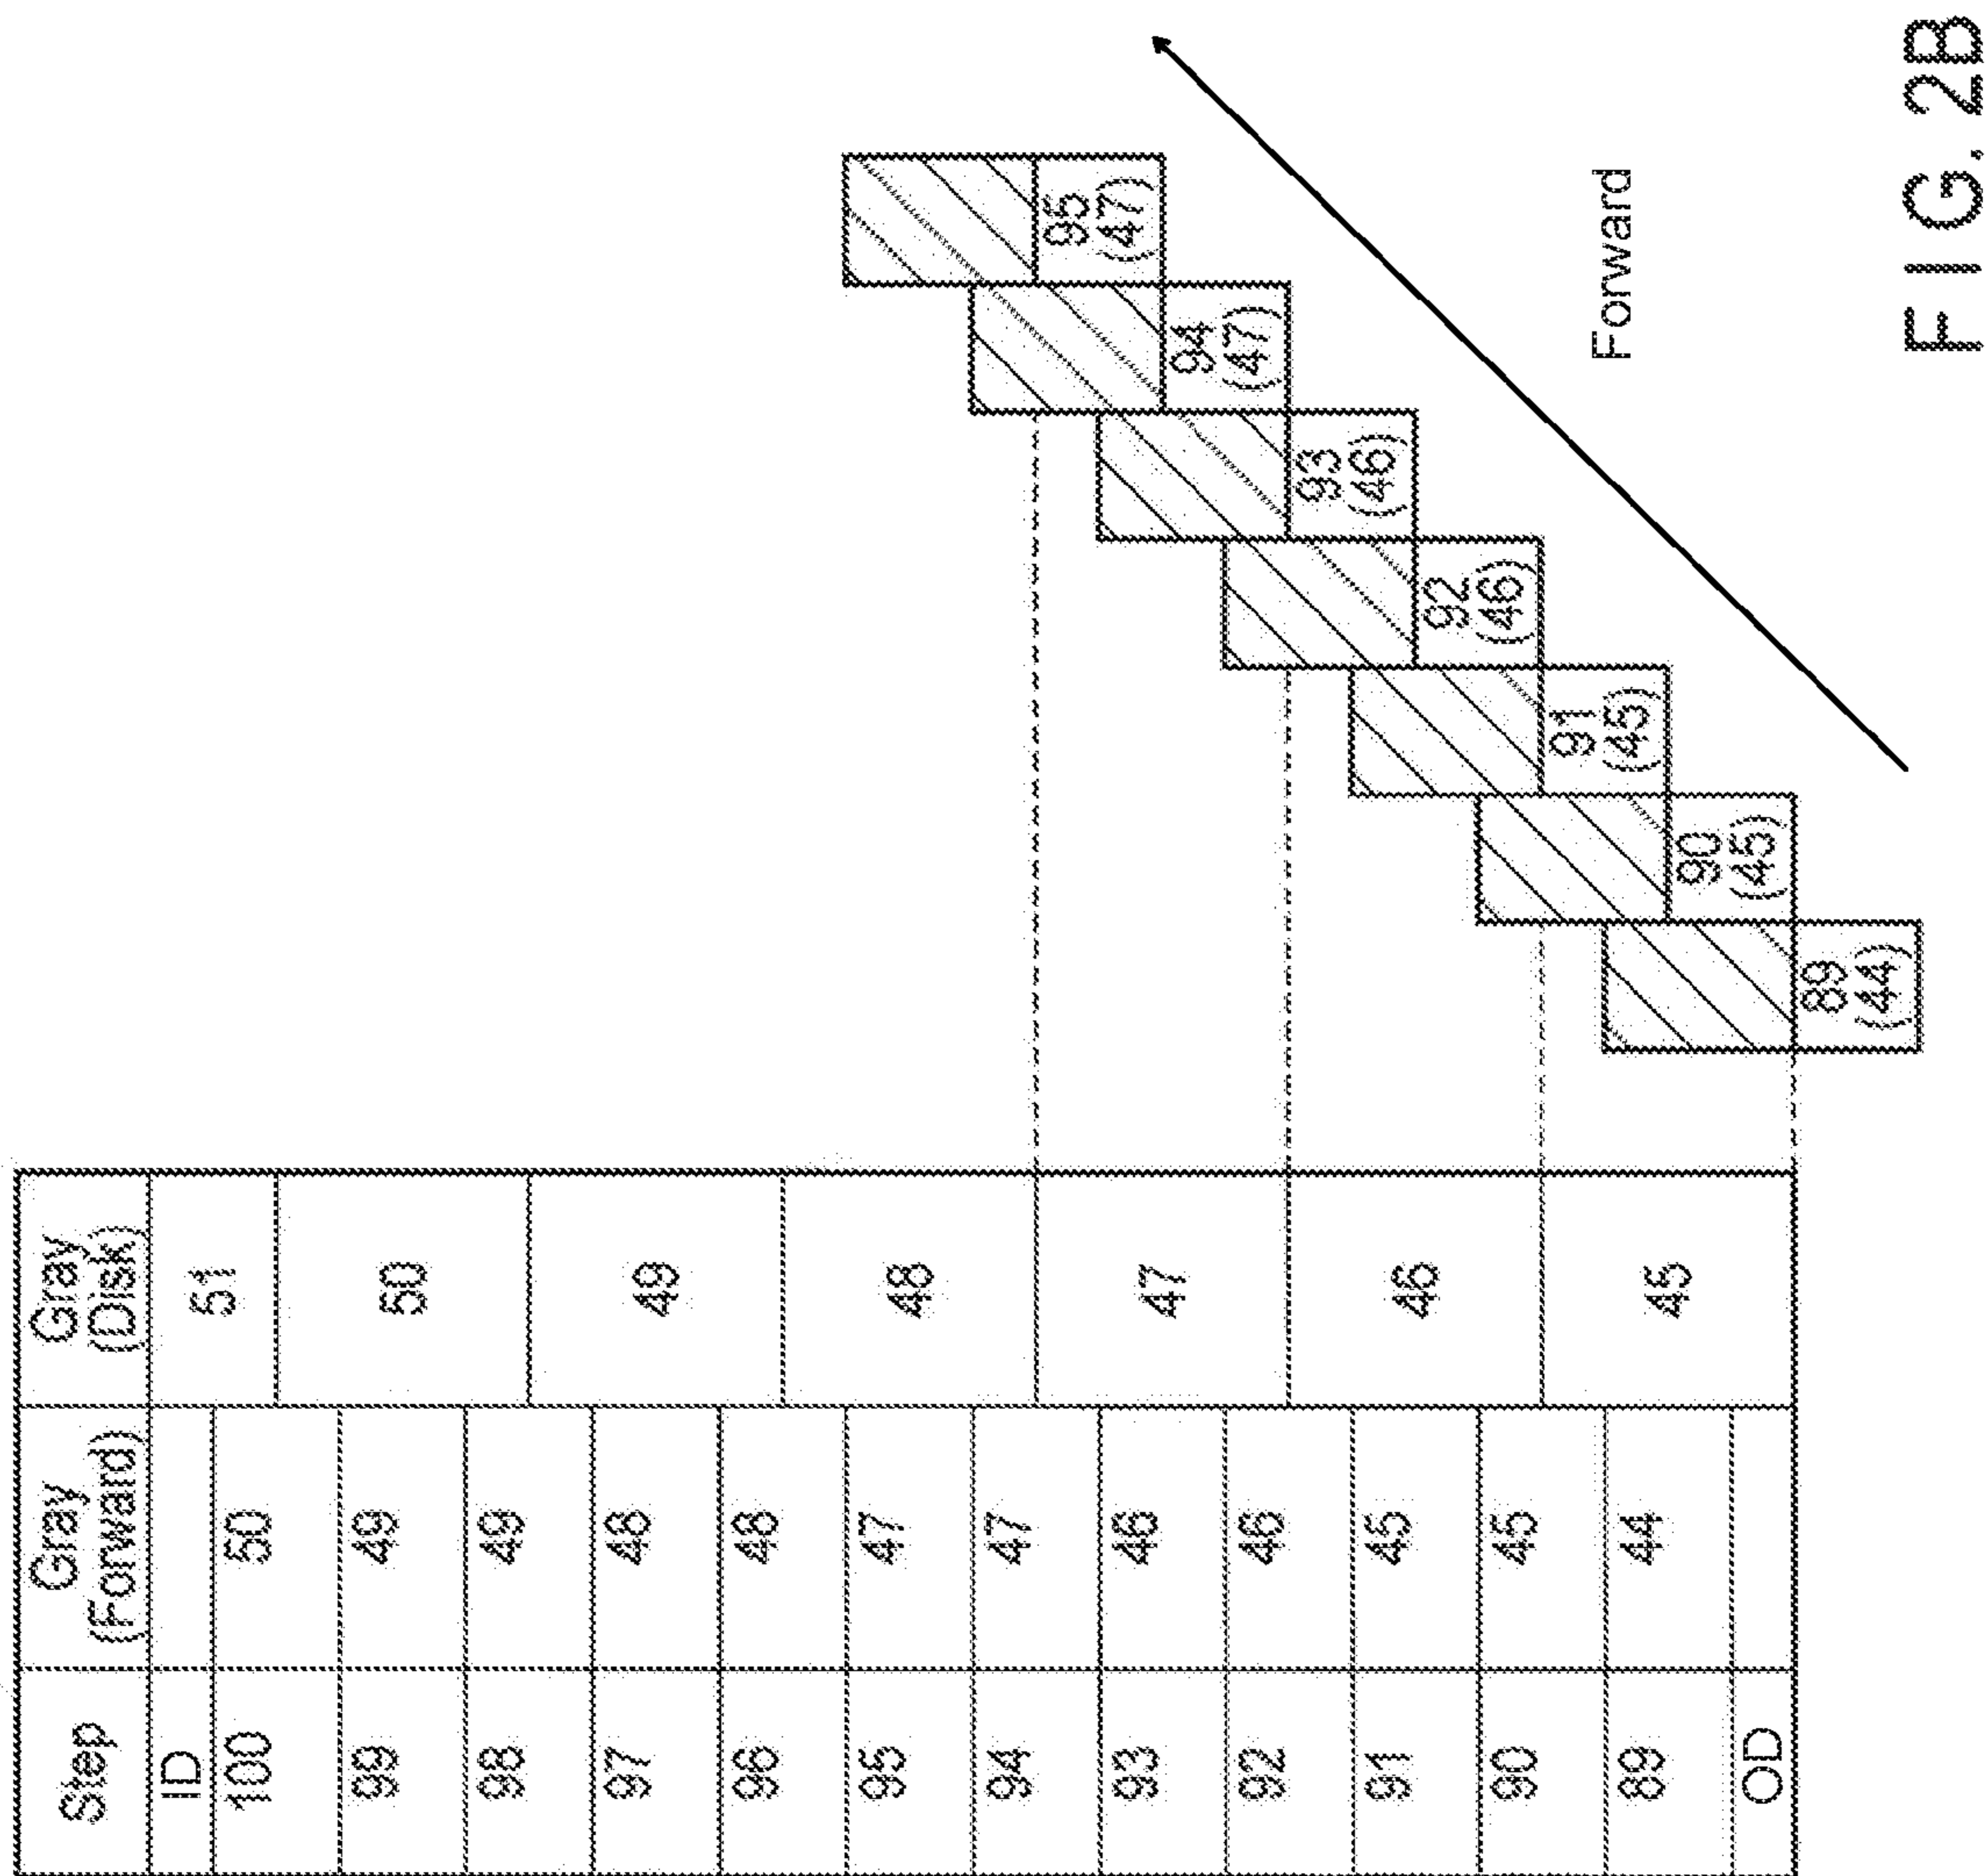 Step Gray (Forward) Gray (Disk)
ID
100 50 51
99 49 50
98 49
97 48 49
96 48
95 47 48
94 47
93 46 47
92 46
91 45 46
90 45
89 44 45
OD
95
(47)
94
(47)
93
(46)
92
(46)
91
(45)
90
(45)
89
(44)
Forward
FIG. 2B